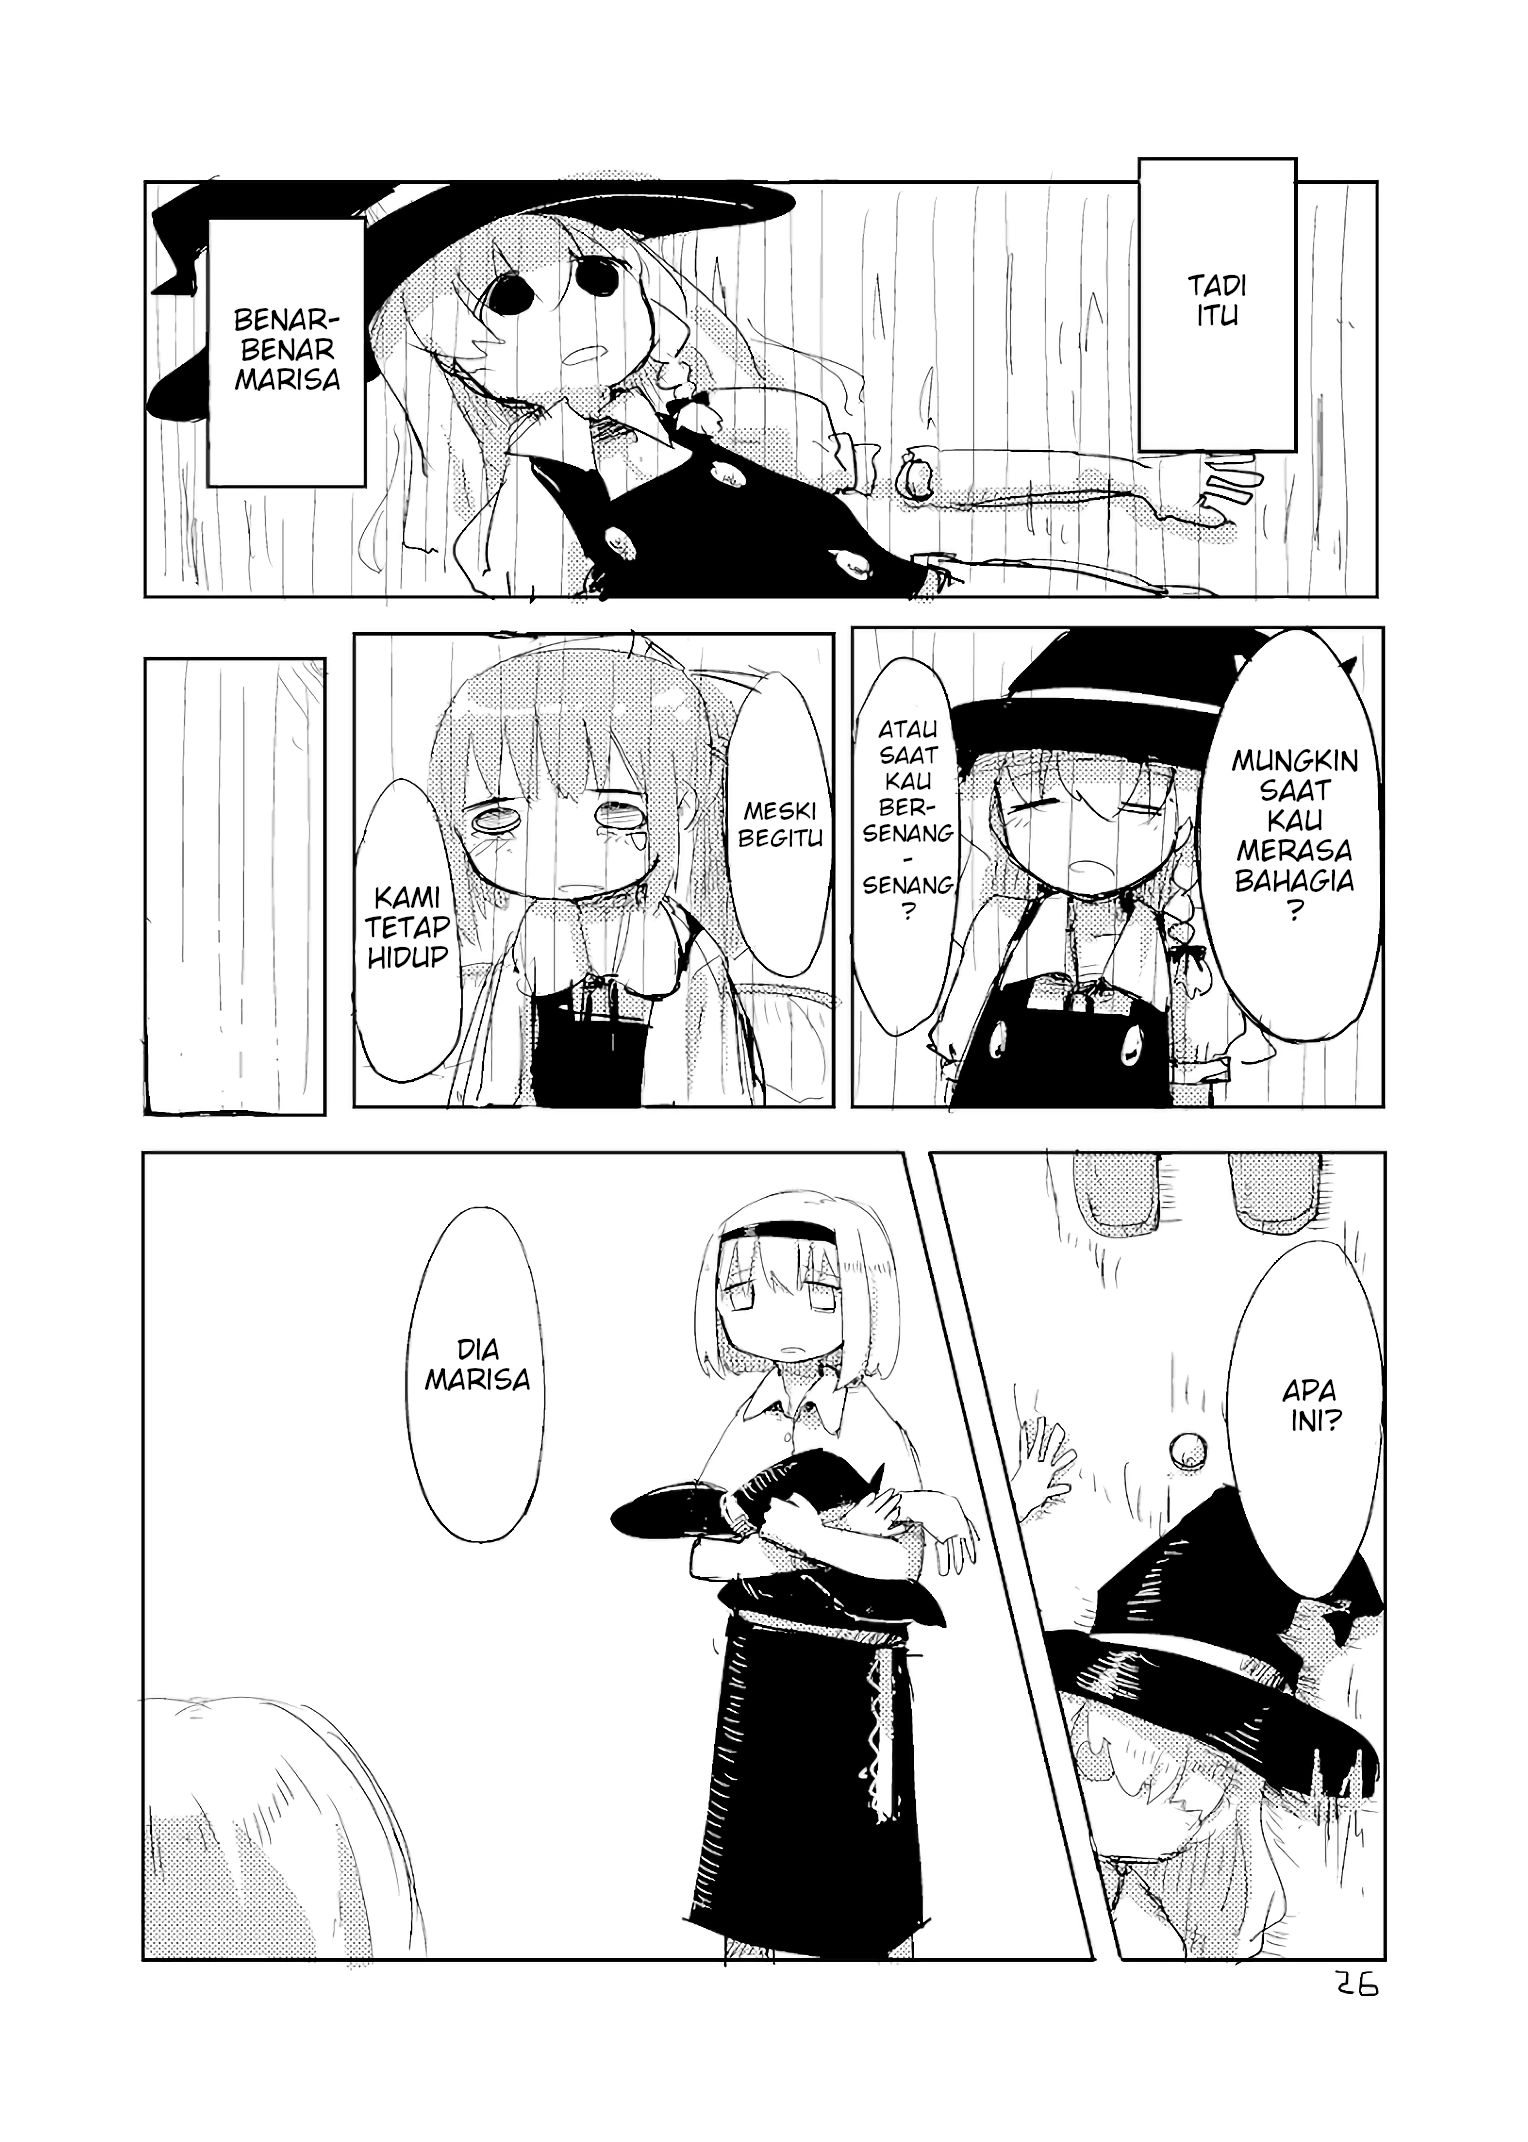 TADI
ITU
BENAR-
BENAR
MARISA
MUNGKIN
SAAT
KAU
MERASA
BAHAGIA
?
ATAU
SAAT
KAU
BER-
SENANG
-
SENANG
?
MESKI
BEGITU
KAMI
TETAP
HIDUP
APA
INI?
DIA
MARISA
26